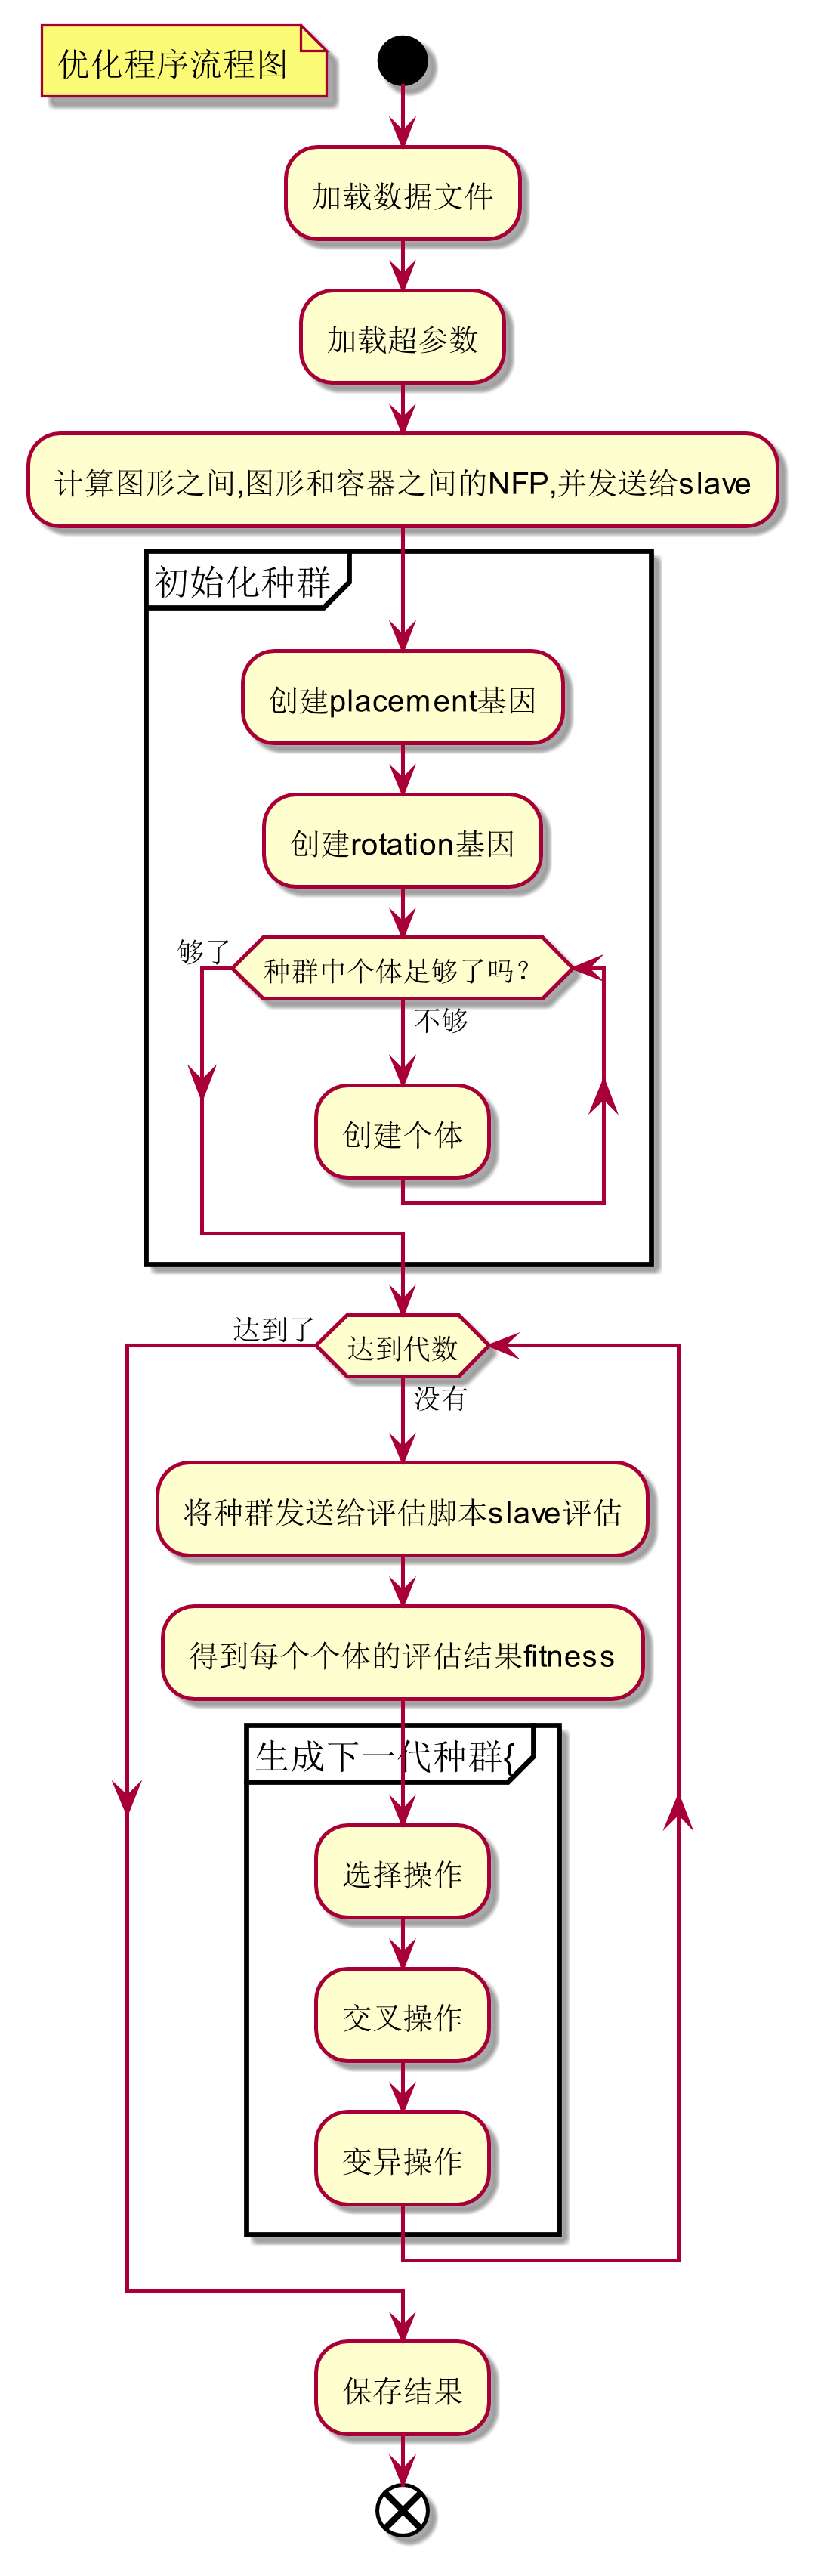 优化程序流程图
加载数据文件
加载超参数
计算图形之间,图形和容器之间的NFP,并发送给slave
初始化种群
创建placement基因
创建rotation基因
够了
种群中个体足够了吗？
不够
创建个体
达到了
达到代数
没有
将种群发送给评估脚本slave评估
得到每个个体的评估结果fitness
生成下一代种群{
选择操作
交叉操作
变异操作
保存结果